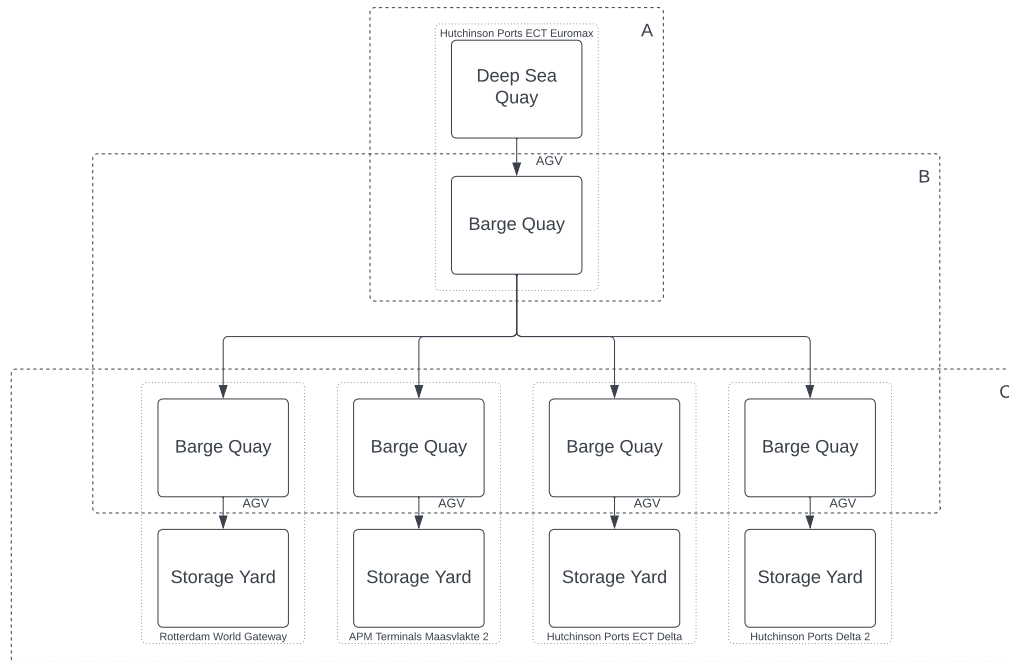 A
Hutchinson Ports ECT Euromax
Deep Sea
Quay
AGV
B
Barge Quay
C
Barge Quay
Barge Quay
Barge Quay
Barge Quay
AGV
AGV
AGV
AGV
Storage Yard
Storage Yard
Storage Yard
Storage Yard
Rotterdam World Gateway
APM Terminals Maasvlakte 2
Hutchinson Ports ECT Delta
Hutchinson Ports Delta 2